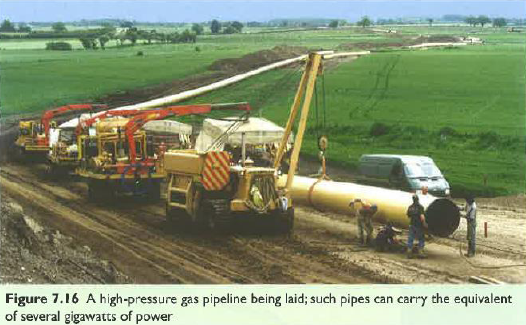 Figure 7.16 A high-pressure gas pipeline being laid; such pipes can carry the equivalent
of several gigawatts of power